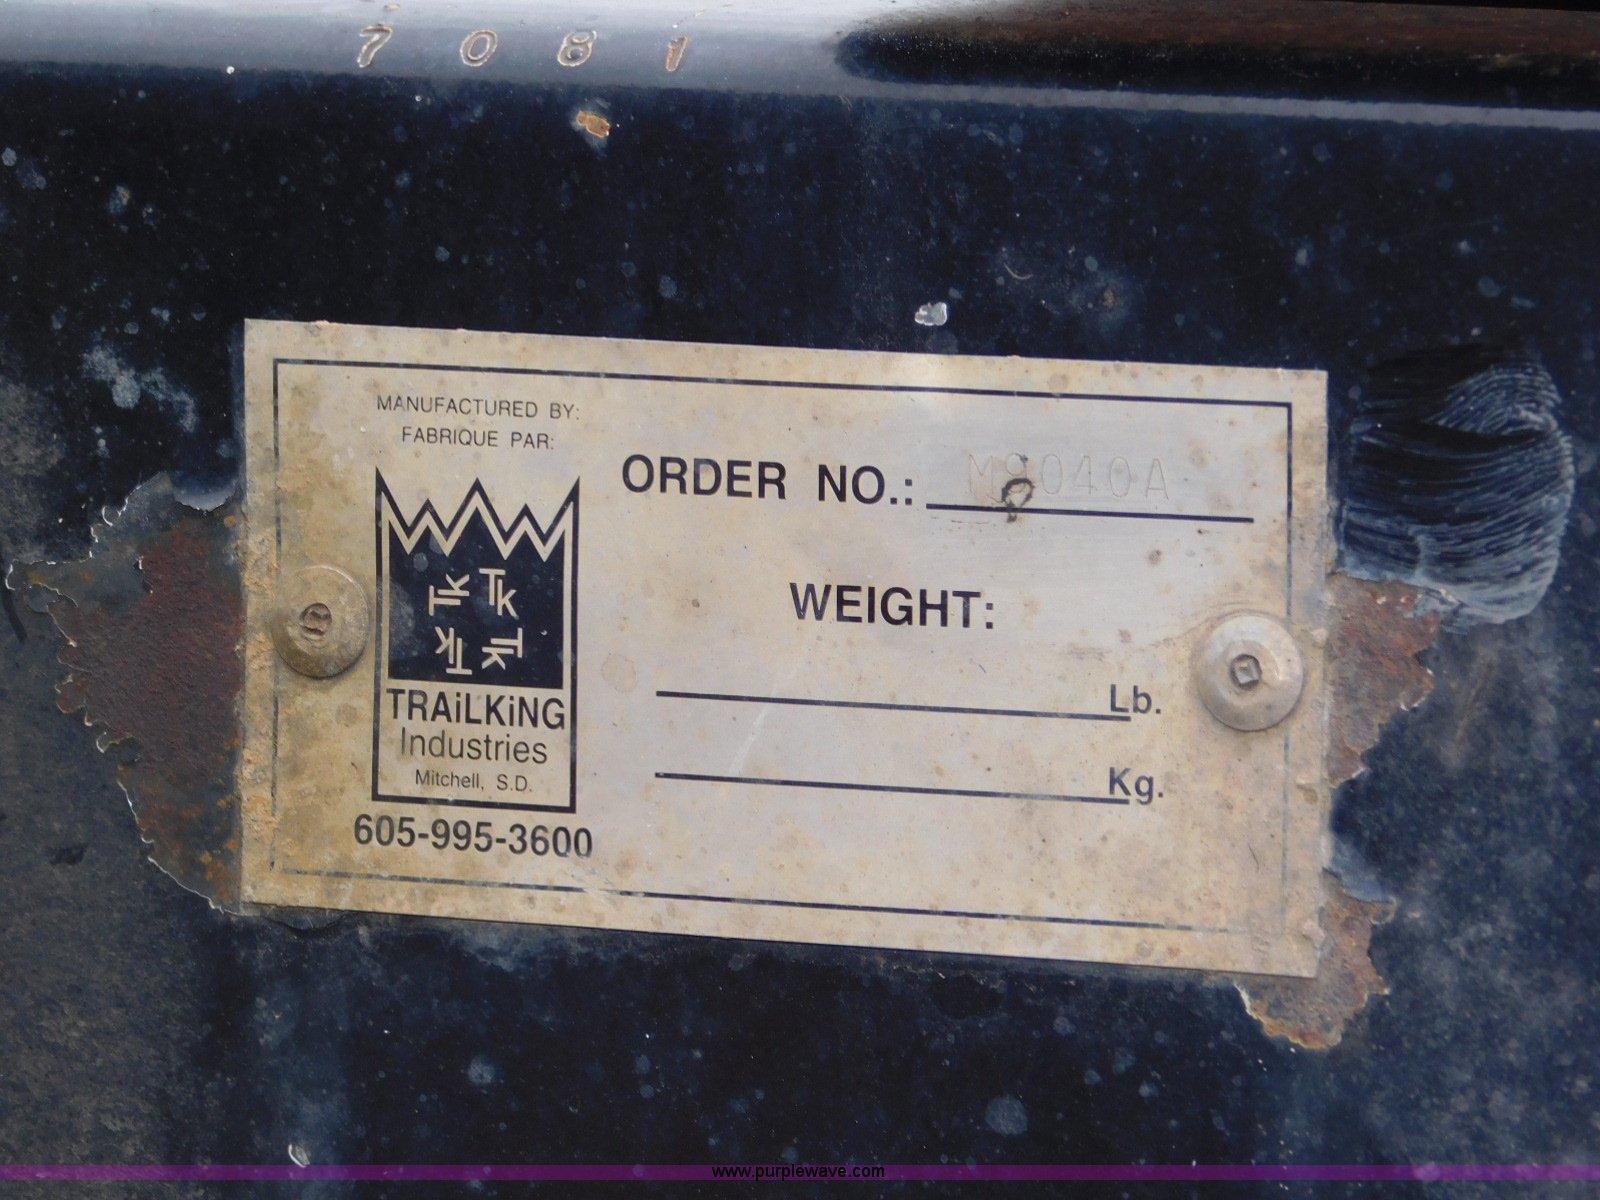 7081
MANUFACTURED BY:
FABRIQUE PAR:
TK TK
TK TK
TRAiLKiNG
Industries
Mitchell, S.D.
605-995-3600
ORDER NO.: M9040A
WEIGHT:
Lb.
Kg.
www.purplewave.com